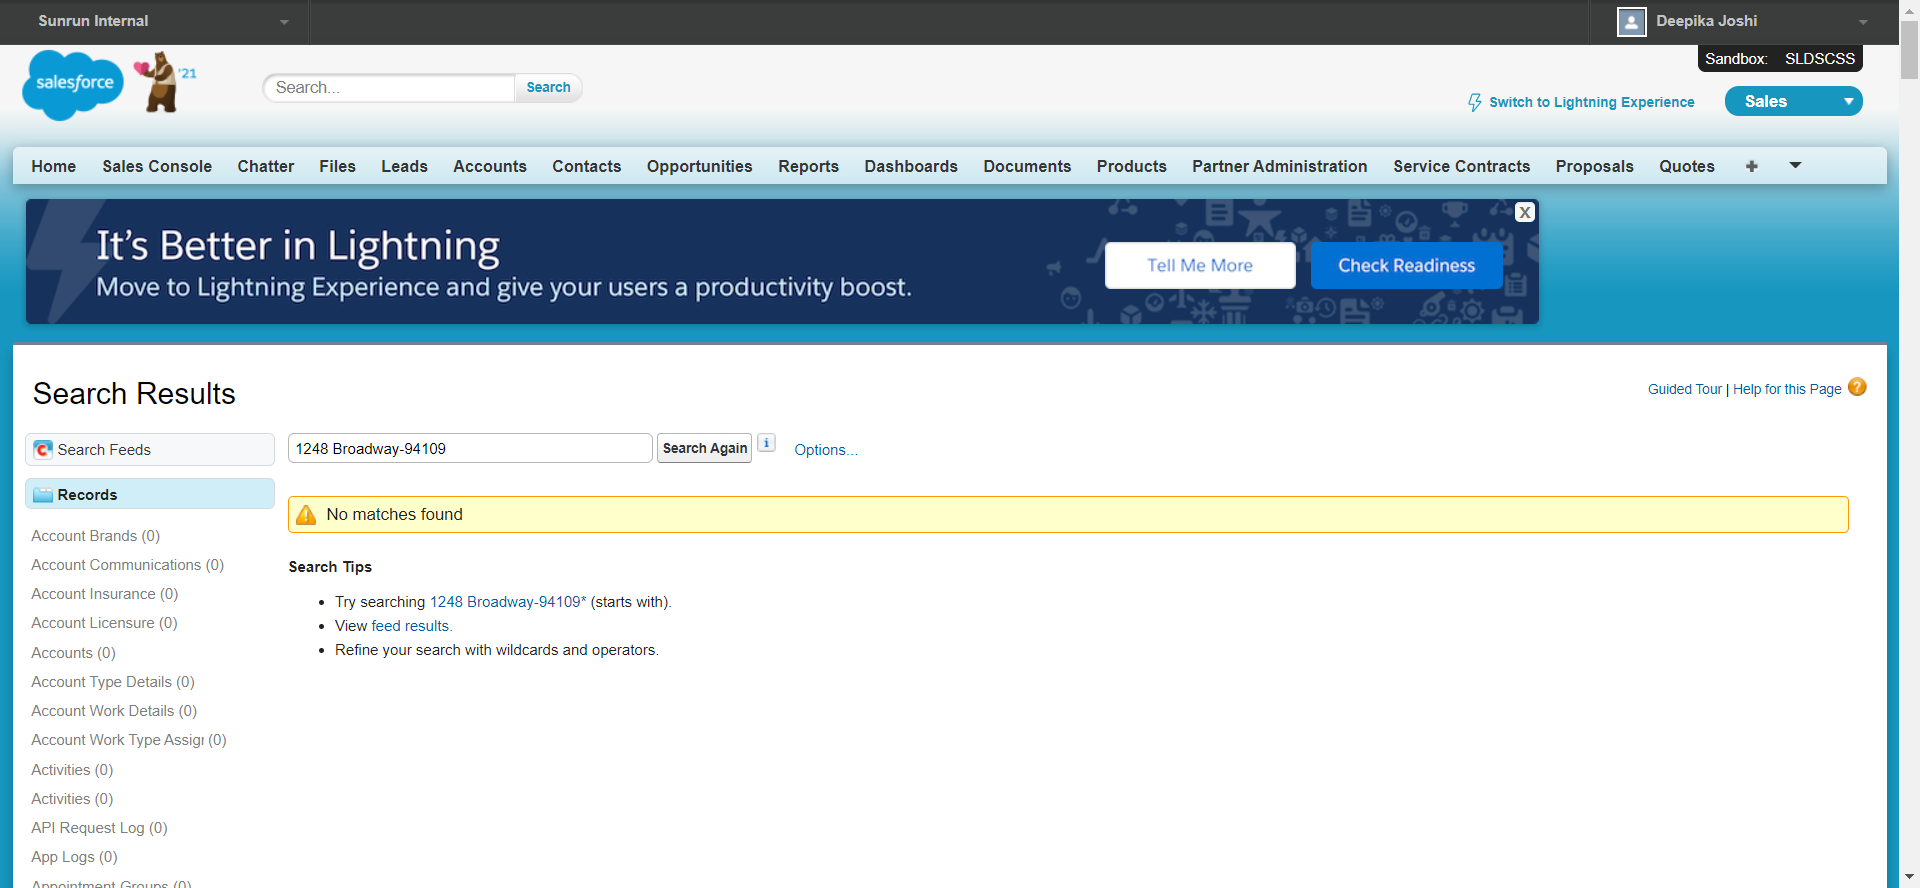 Sunrun Internal
Deepika Joshi
Sandbox: SLDSCSS
salesforce
'21
Search...
Search
Switch to Lightning Experience
Sales
Home Sales Console Chatter Files Leads Accounts Contacts Opportunities Reports Dashboards Documents Products Partner Administration Service Contracts Proposals Quotes
It's Better in Lightning
Move to Lightning Experience and give your users a productivity boost.
Tell Me More
Check Readiness
X
Search Results
Guided Tour | Help for this Page ?
Search Feeds
1248 Broadway-94109
Search Again
i
Options...
Records
No matches found
Account Brands (0)
Account Communications (0)
Account Insurance (0)
Account Licensure (0)
Accounts (0)
Account Type Details (0)
Account Work Details (0)
Account Work Type Assigr (0)
Activities (0)
Activities (0)
API Request Log (0)
App Logs (0)
Appointment Groups (0)
Search Tips
• Try searching 1248 Broadway-94109* (starts with).
• View feed results.
• Refine your search with wildcards and operators.